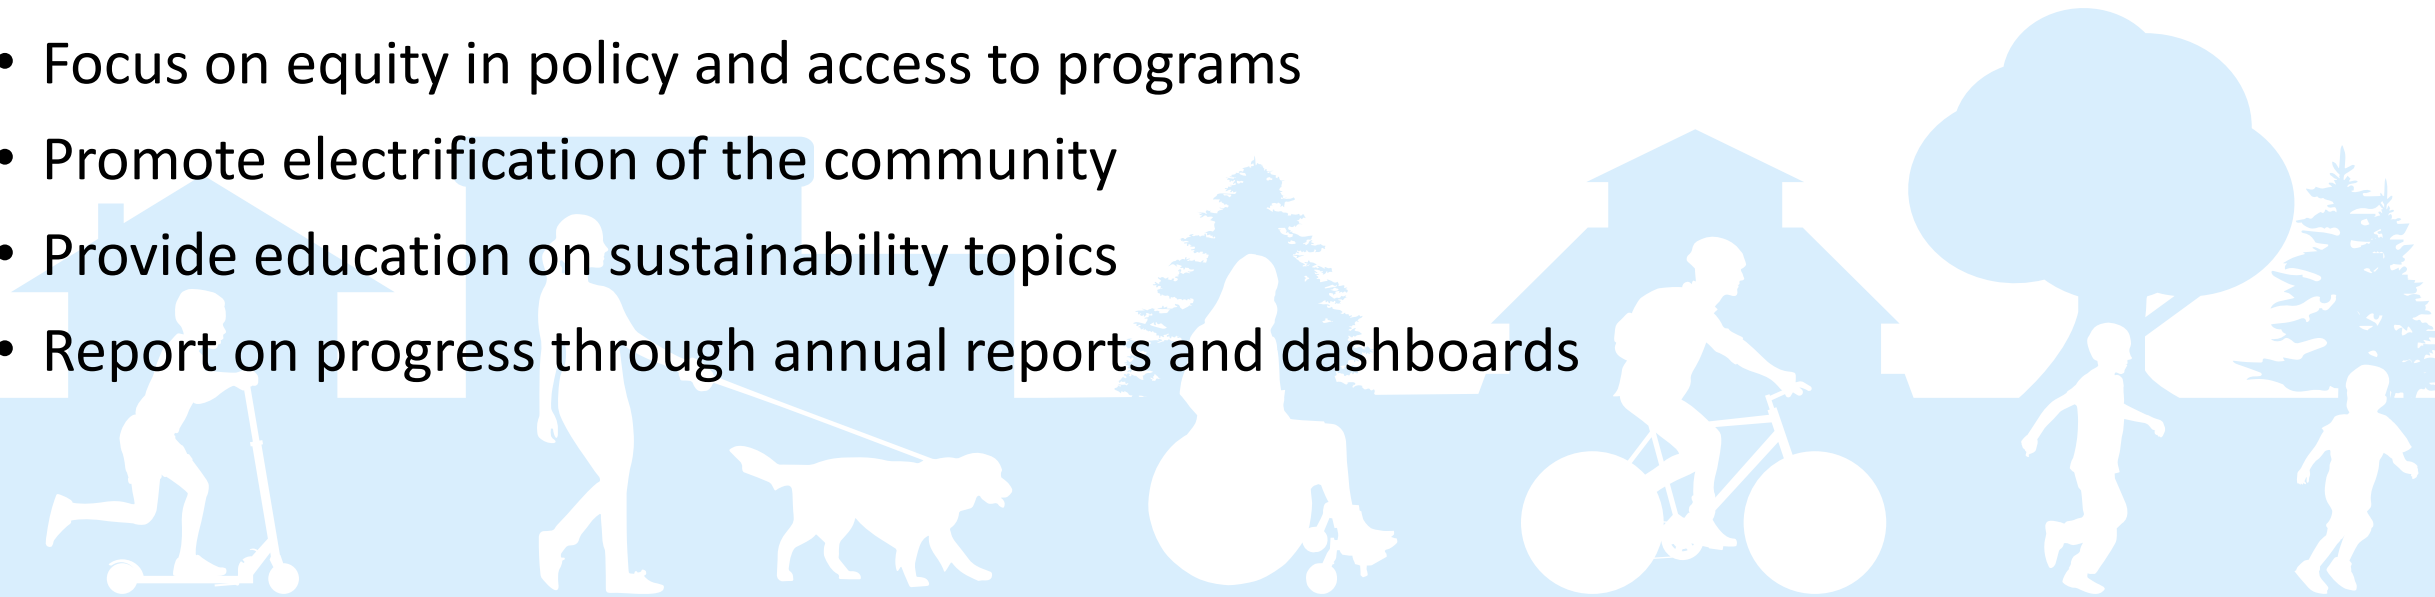 • Focus on equity in policy and access to programs
• Promote electrification of the community
• Provide education on sustainability topics
• Report on progress through annual reports and dashboards